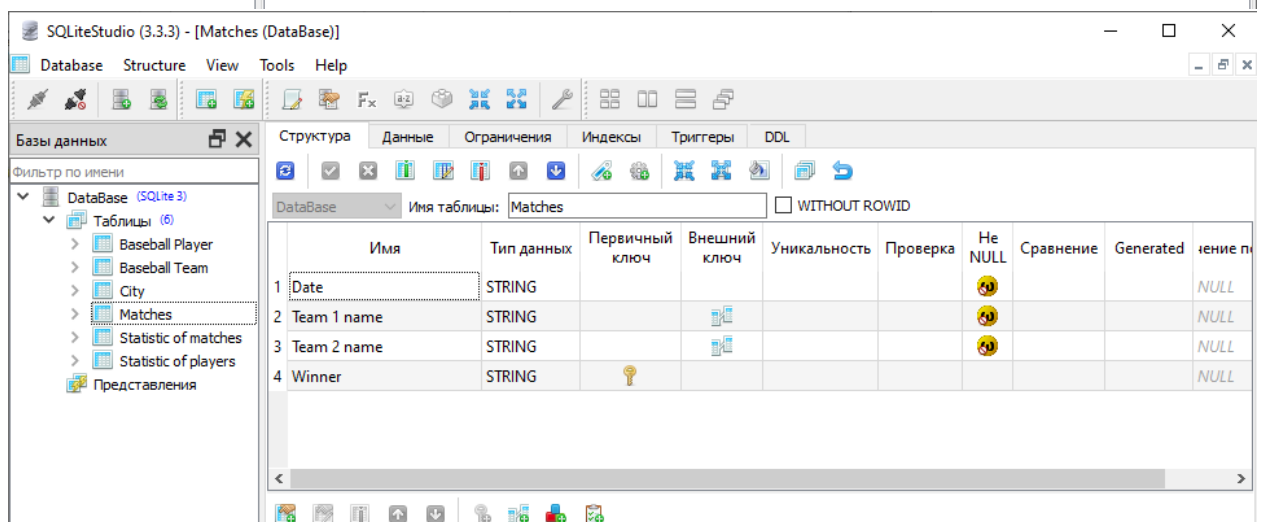 SQLiteStudio (3.3.3) - [Matches (DataBase)]
Database Structure View Tools Help
Базы данных
Фильтр по имени
DataBase (SQLite 3)
Таблицы (6)
Baseball Player
Baseball Team
City
Matches
Statistic of matches
Statistic of players
Представления
Структура Данные Ограничения Индексы Триггеры DDL
DataBase Имя таблицы: Matches WITHOUT ROWID
Имя Тип данных Первичный ключ Внешний ключ Уникальность Проверка Не NULL Сравнение Generated
1 Date STRING NULL
2 Team 1 name STRING NULL
3 Team 2 name STRING NULL
4 Winner STRING NULL